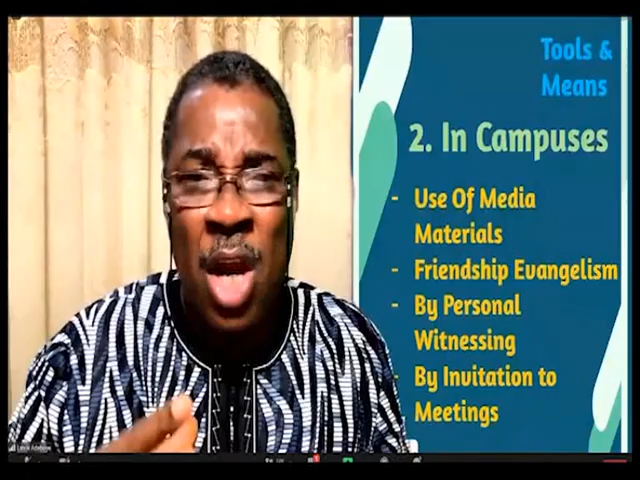 Tools &
Means
2. In Campuses
- Use Of Media
Materials
- Friendship Evangelism
- By Personal
Witnessing
- By Invitation to
Meetings